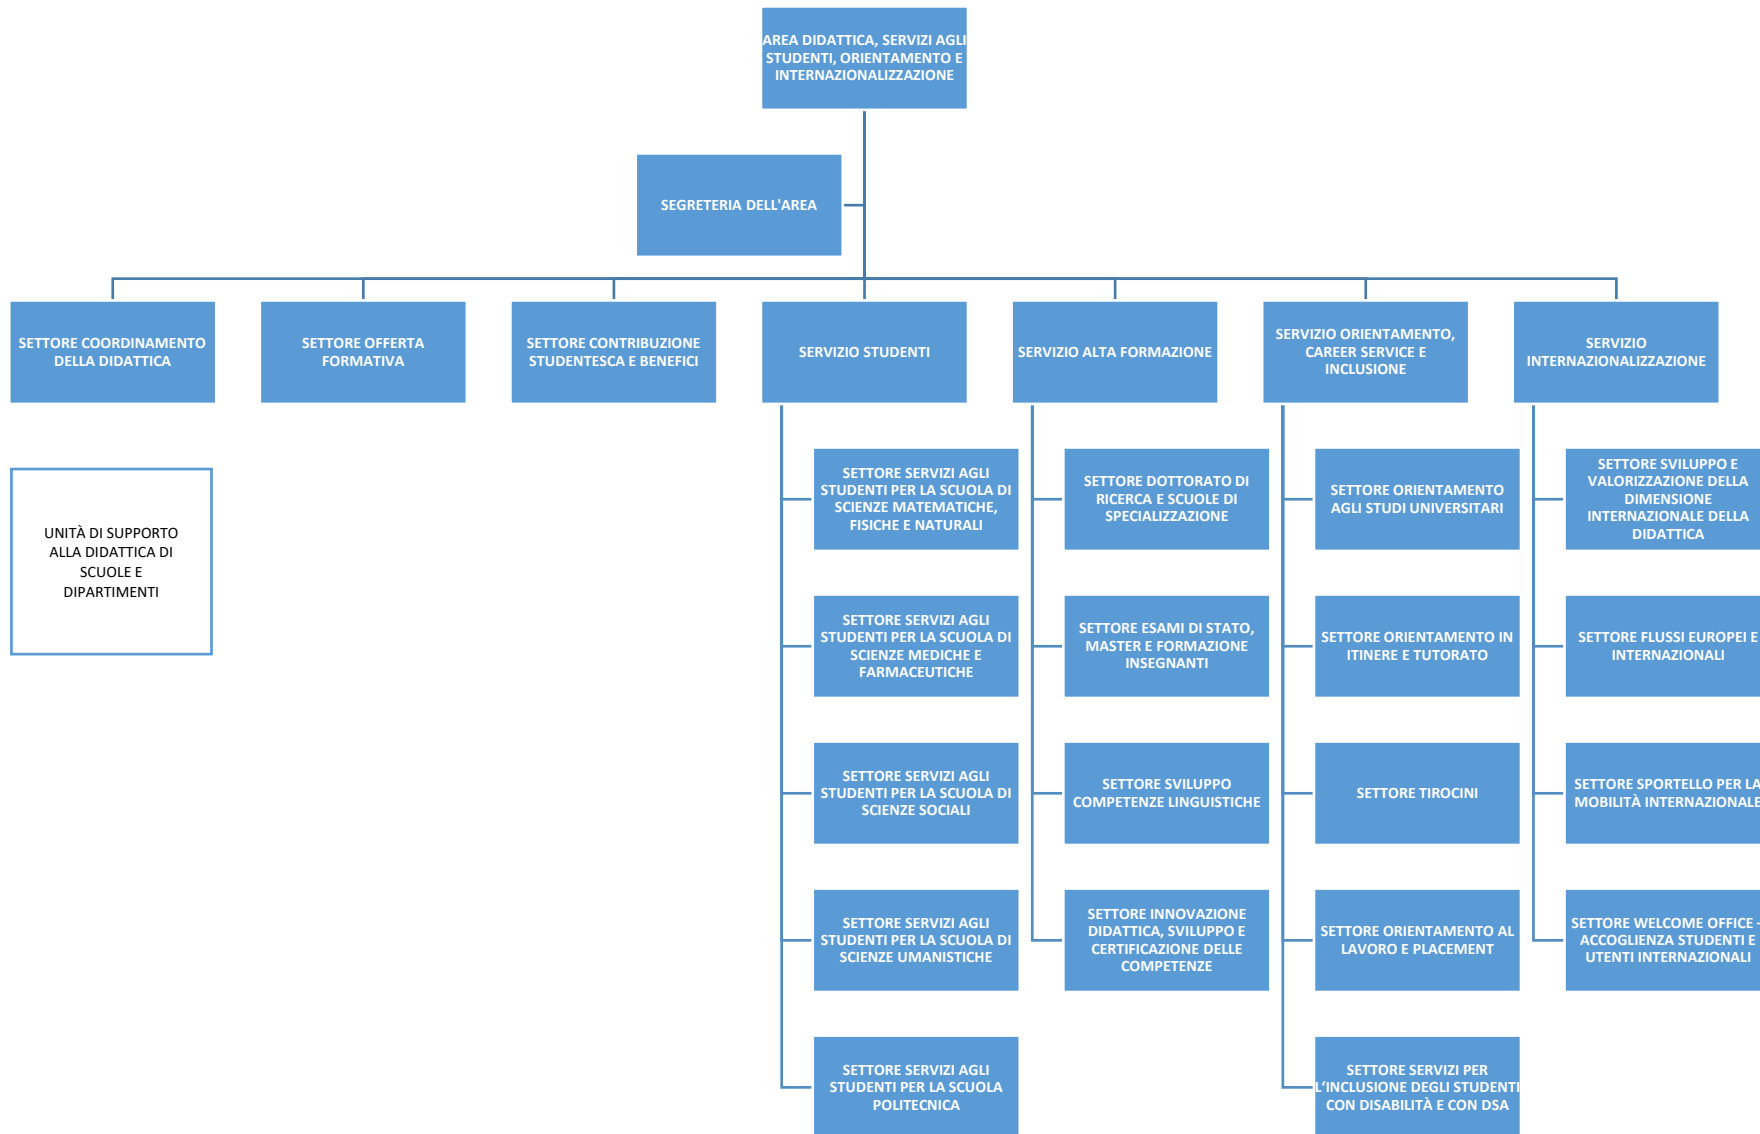 AREA DIDATTICA, SERVIZI AGLI
STUDENTI, ORIENTAMENTO E
INTERNAZIONALIZZAZIONE
SEGRETERIA DELL'AREA
SETTORE COORDINAMENTO
DELLA DIDATTICA
SETTORE OFFERTA
FORMATIVA
SETTORE CONTRIBUZIONE
STUDENTESCA E BENEFICI
SERVIZIO STUDENTI
SERVIZIO ALTA FORMAZIONE
SERVIZIO ORIENTAMENTO,
CAREER SERVICE E
INCLUSIONE
SERVIZIO
INTERNAZIONALIZZAZIONE
UNITÀ DI SUPPORTO
ALLA DIDATTICA DI
SCUOLE E
DIPARTIMENTI
SETTORE SERVIZI AGLI
STUDENTI PER LA SCUOLA DI
SCIENZE MATEMATICHE,
FISICHE E NATURALI
SETTORE SERVIZI AGLI
STUDENTI PER LA SCUOLA DI
SCIENZE MEDICHE E
FARMACEUTICHE
SETTORE SERVIZI AGLI
STUDENTI PER LA SCUOLA DI
SCIENZE SOCIALI
SETTORE SERVIZI AGLI
STUDENTI PER LA SCUOLA DI
SCIENZE UMANISTICHE
SETTORE SERVIZI AGLI
STUDENTI PER LA SCUOLA
POLITECNICA
SETTORE DOTTORATO DI
RICERCA E SCUOLE DI
SPECIALIZZAZIONE
SETTORE ESAMI DI STATO,
MASTER E FORMAZIONE
INSEGNANTI
SETTORE SVILUPPO
COMPETENZE LINGUISTICHE
SETTORE INNOVAZIONE
DIDATTICA, SVILUPPO E
CERTIFICAZIONE DELLE
COMPETENZE
SETTORE ORIENTAMENTO
AGLI STUDI UNIVERSITARI
SETTORE ORIENTAMENTO IN
ITINERE E TUTORATO
SETTORE TIROCINI
SETTORE ORIENTAMENTO AL
LAVORO E PLACEMENT
SETTORE SERVIZI PER
L'INCLUSIONE DEGLI STUDENTI
CON DISABILITÀ E CON DSA
SETTORE SVILUPPO E
VALORIZZAZIONE DELLA
DIMENSIONE
INTERNAZIONALE DELLA
DIDATTICA
SETTORE FLUSSI EUROPEI E
INTERNAZIONALI
SETTORE SPORTELLO PER LA
MOBILITÀ INTERNAZIONALE
SETTORE WELCOME OFFICE -
ACCOGLIENZA STUDENTI E
UTENTI INTERNAZIONALI